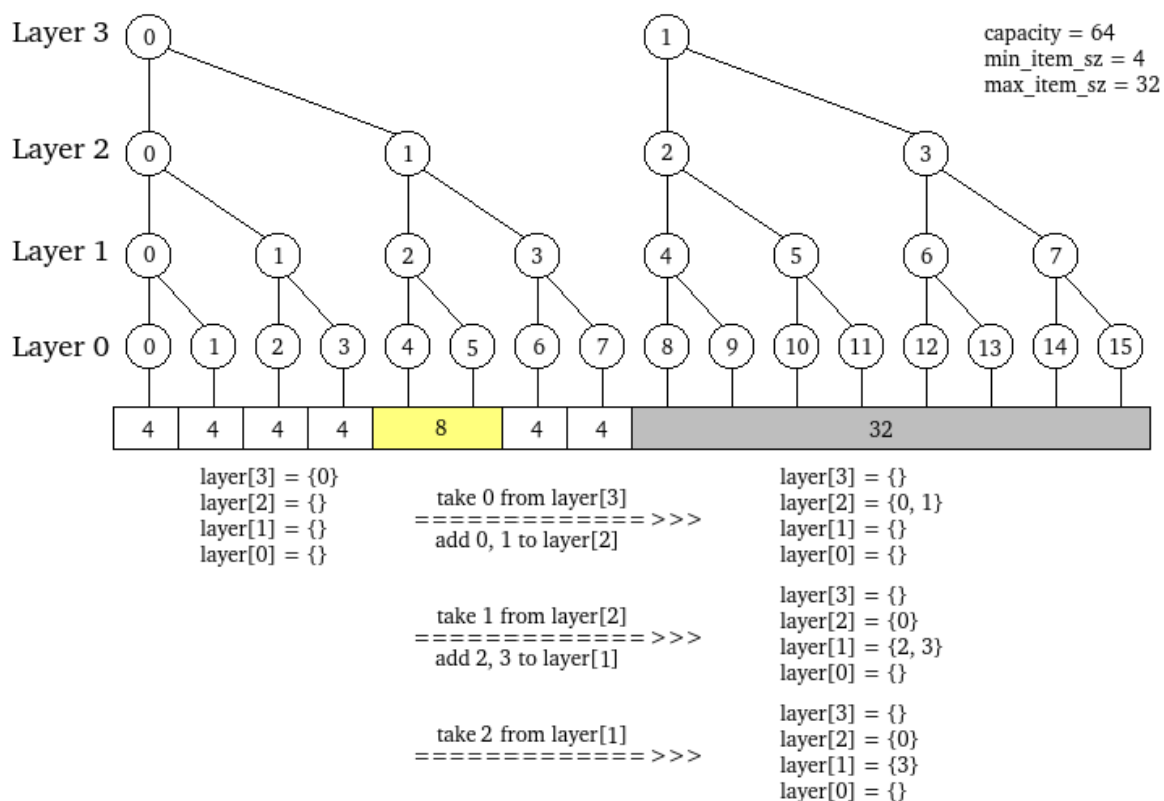 Layer 3 0 1
capacity = 64
min_item_sz = 4
max_item_sz = 32
Layer 2 0 1 2 3
Layer 1 0 1 2 3 4 5 6 7
Layer 0 0 1 2 3 4 5 6 7 8 9 10 11 12 13 14 15
4 4 4 4 8 4 4 32
layer[3] = {0}
layer[2] = {}
layer[1] = {}
layer[0] = {}
take 0 from layer[3]
=============>>>
add 0, 1 to layer[2]
layer[3] = {}
layer[2] = {0, 1}
layer[1] = {}
layer[0] = {}
take 1 from layer[2]
=============>>>
add 2, 3 to layer[1]
layer[3] = {}
layer[2] = {0}
layer[1] = {2, 3}
layer[0] = {}
take 2 from layer[1]
=============>>>
layer[3] = {}
layer[2] = {0}
layer[1] = {3}
layer[0] = {}